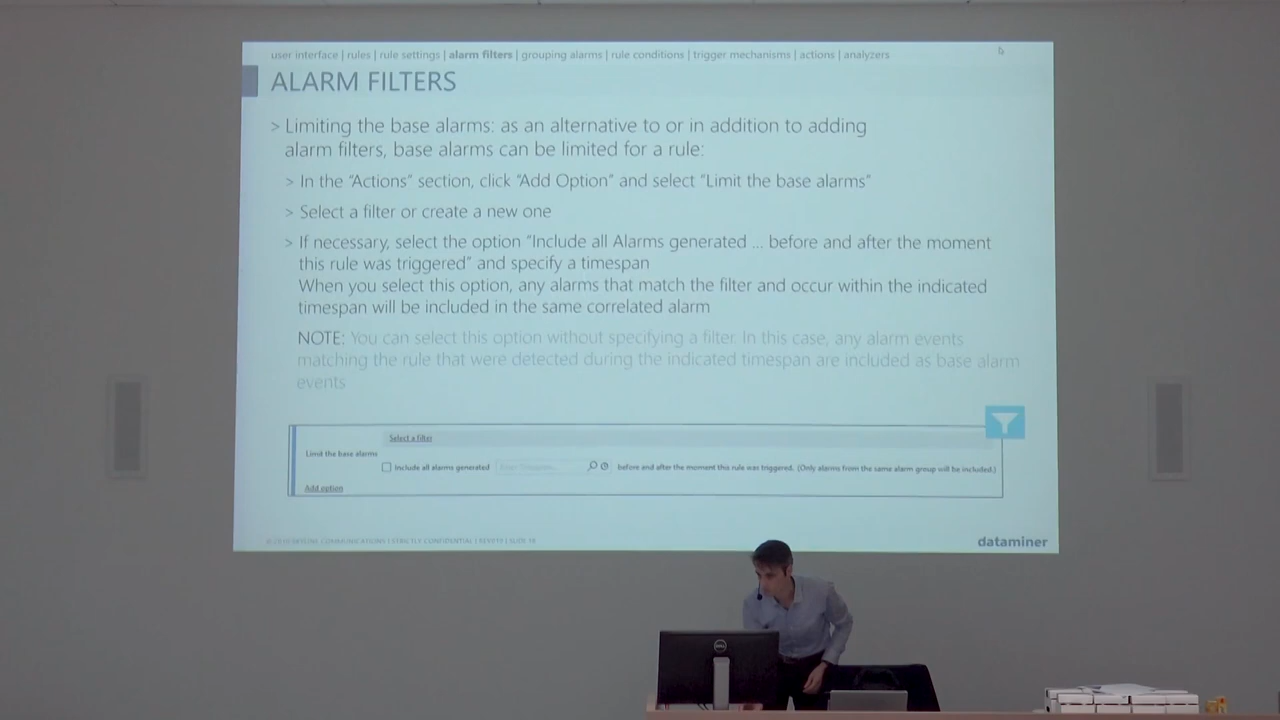 user interface | rules | rule settings | alarm filters | grouping alarms | rule conditions | trigger mechanisms | actions | analyzers
ALARM FILTERS
> Limiting the base alarms: as an alternative to or in addition to adding
alarm filters, base alarms can be limited for a rule:
> In the "Actions" section, click "Add Option" and select "Limit the base alarms"
> Select a filter or create a new one
> If necessary, select the option "Include all Alarms generated ... before and after the moment
this rule was triggered" and specify a timespan
When you select this option, any alarms that match the filter and occur within the indicated
timespan will be included in the same correlated alarm
NOTE: You can select this option without specifying a filter. In this case, any alarm events
matching the rule that were detected during the indicated timespan are included as base alarm
events
Select a filter
Limit the base alarms
Include all alarms generated before and after the moment this rule was triggered. (Only alarms from the same alarm group will be included.)
Add option
SKYLINE COMMUNICATIONS | STRICTLY CONFIDENTIAL |
dataminer
DELL